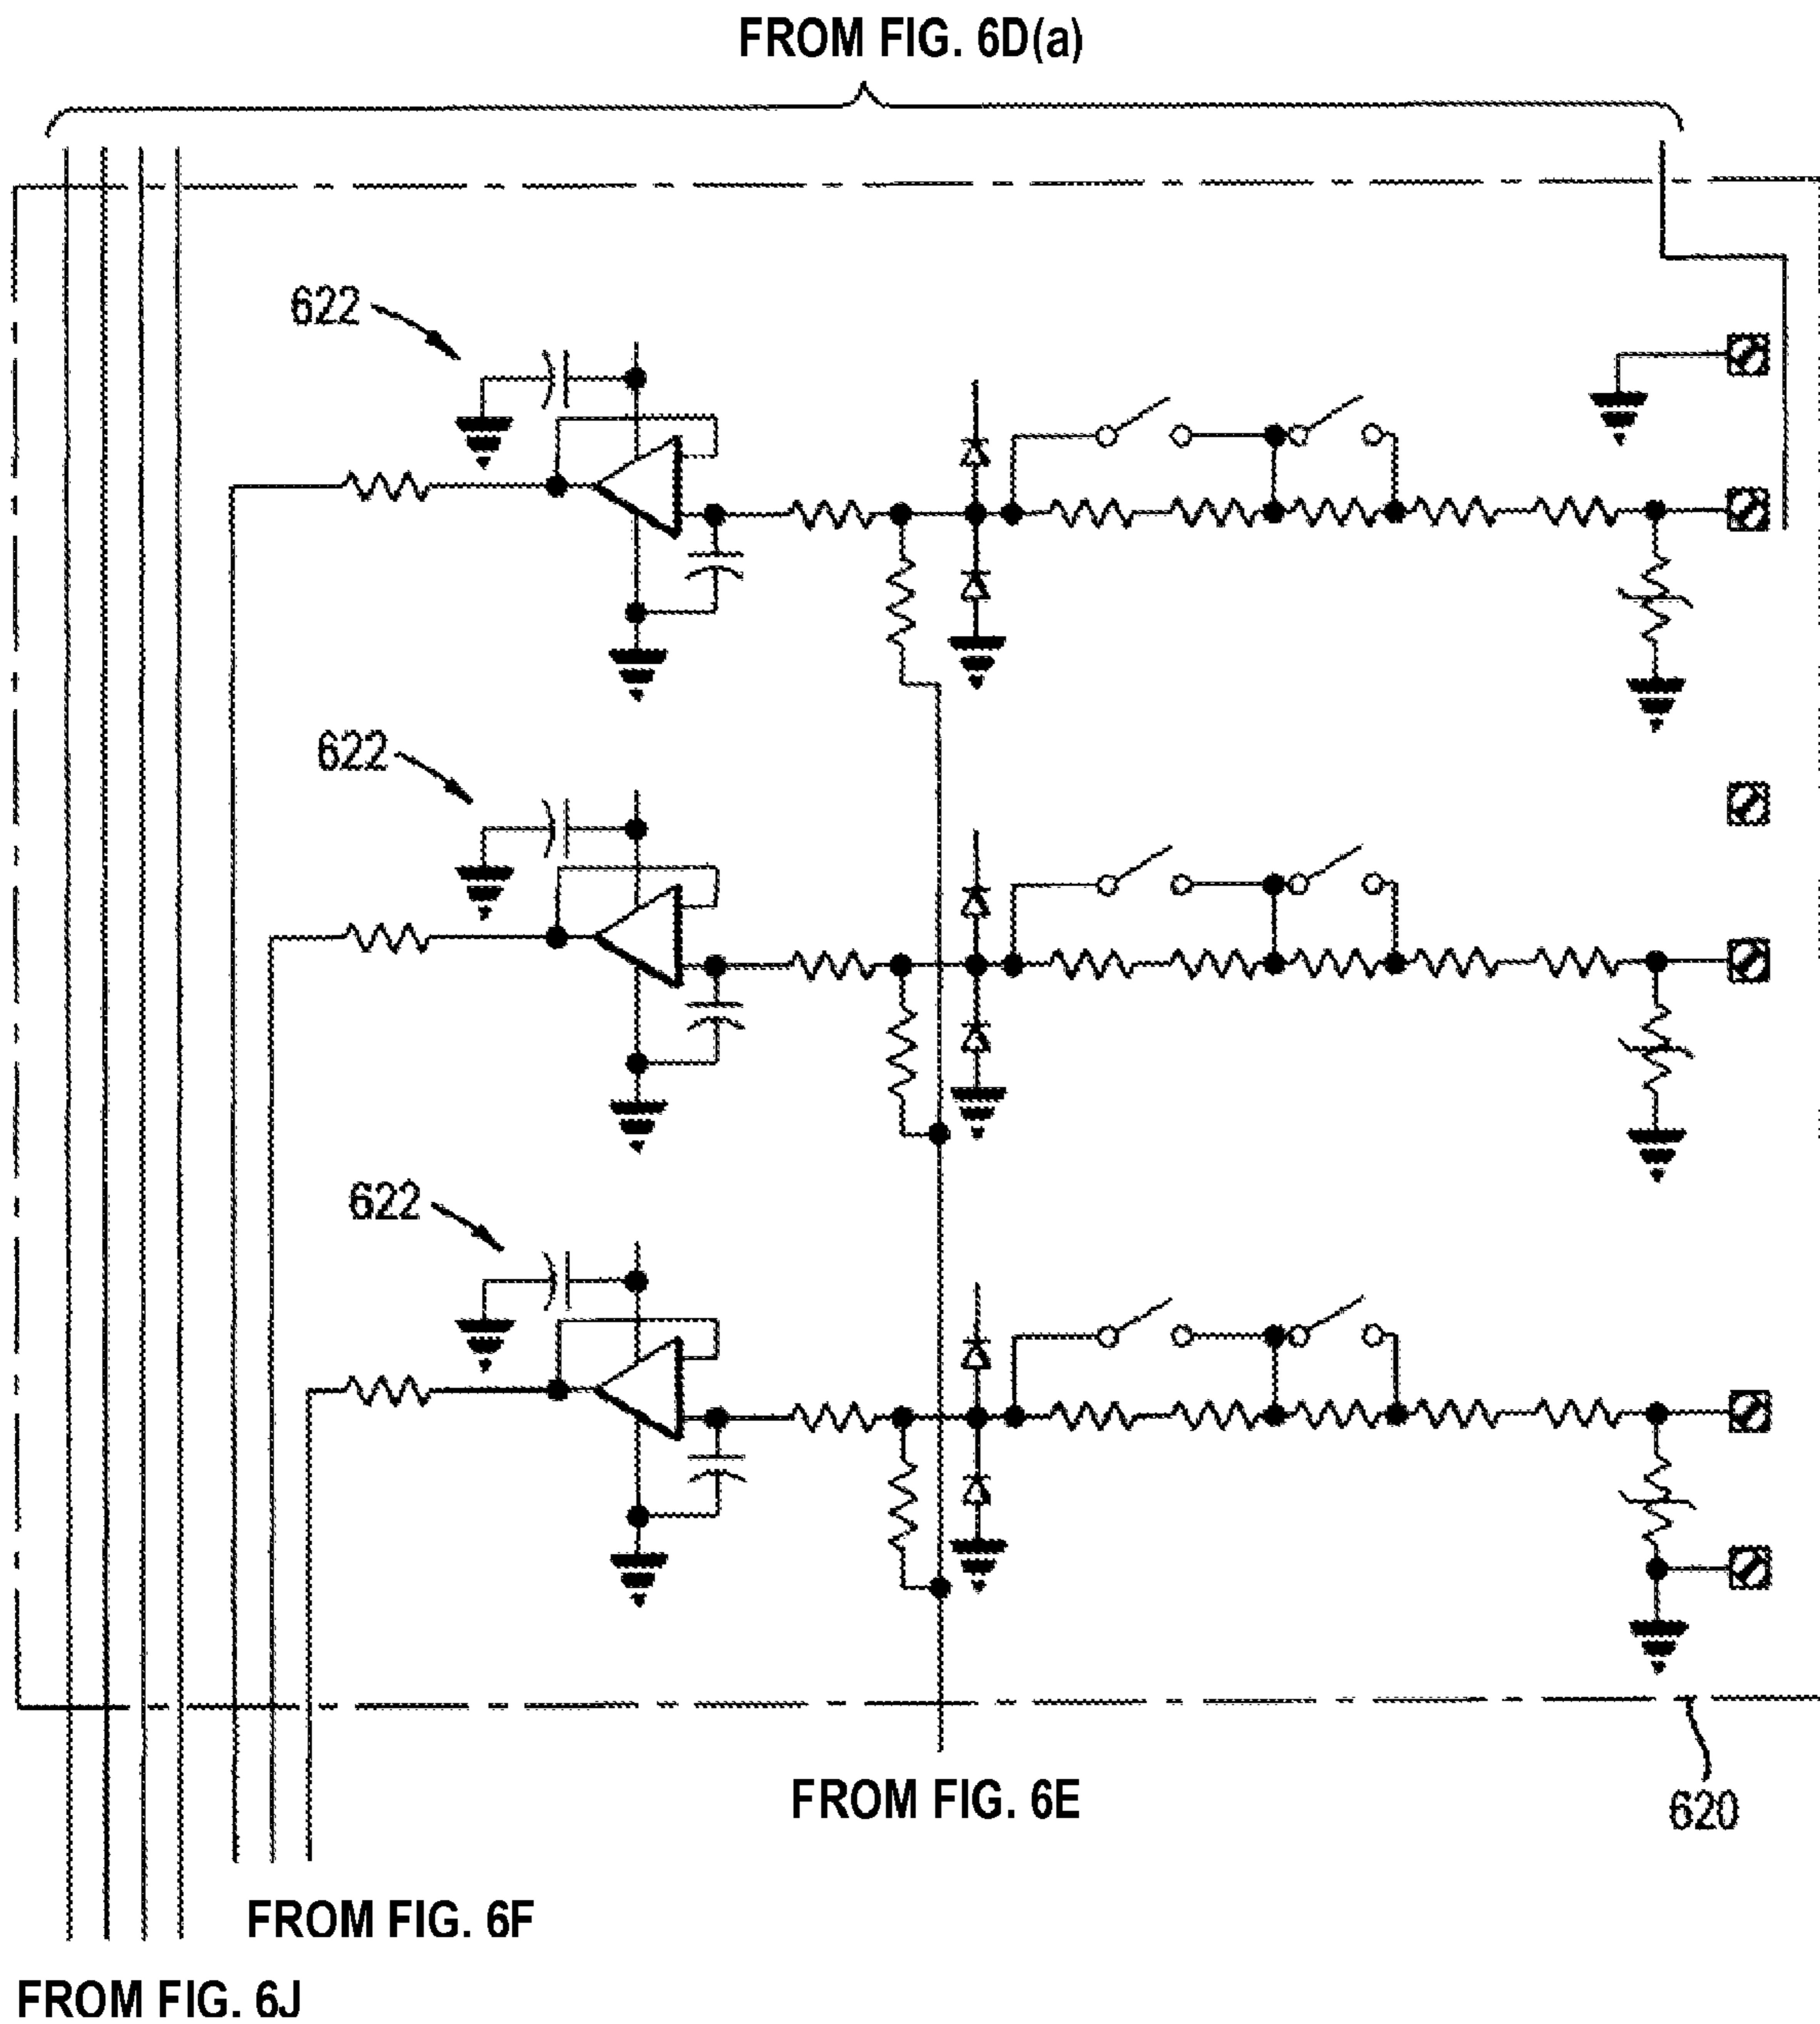 FROM FIG. 6D(a)
622
622
622
FROM FIG. 6E
620
FROM FIG. 6F
FROM FIG. 6J